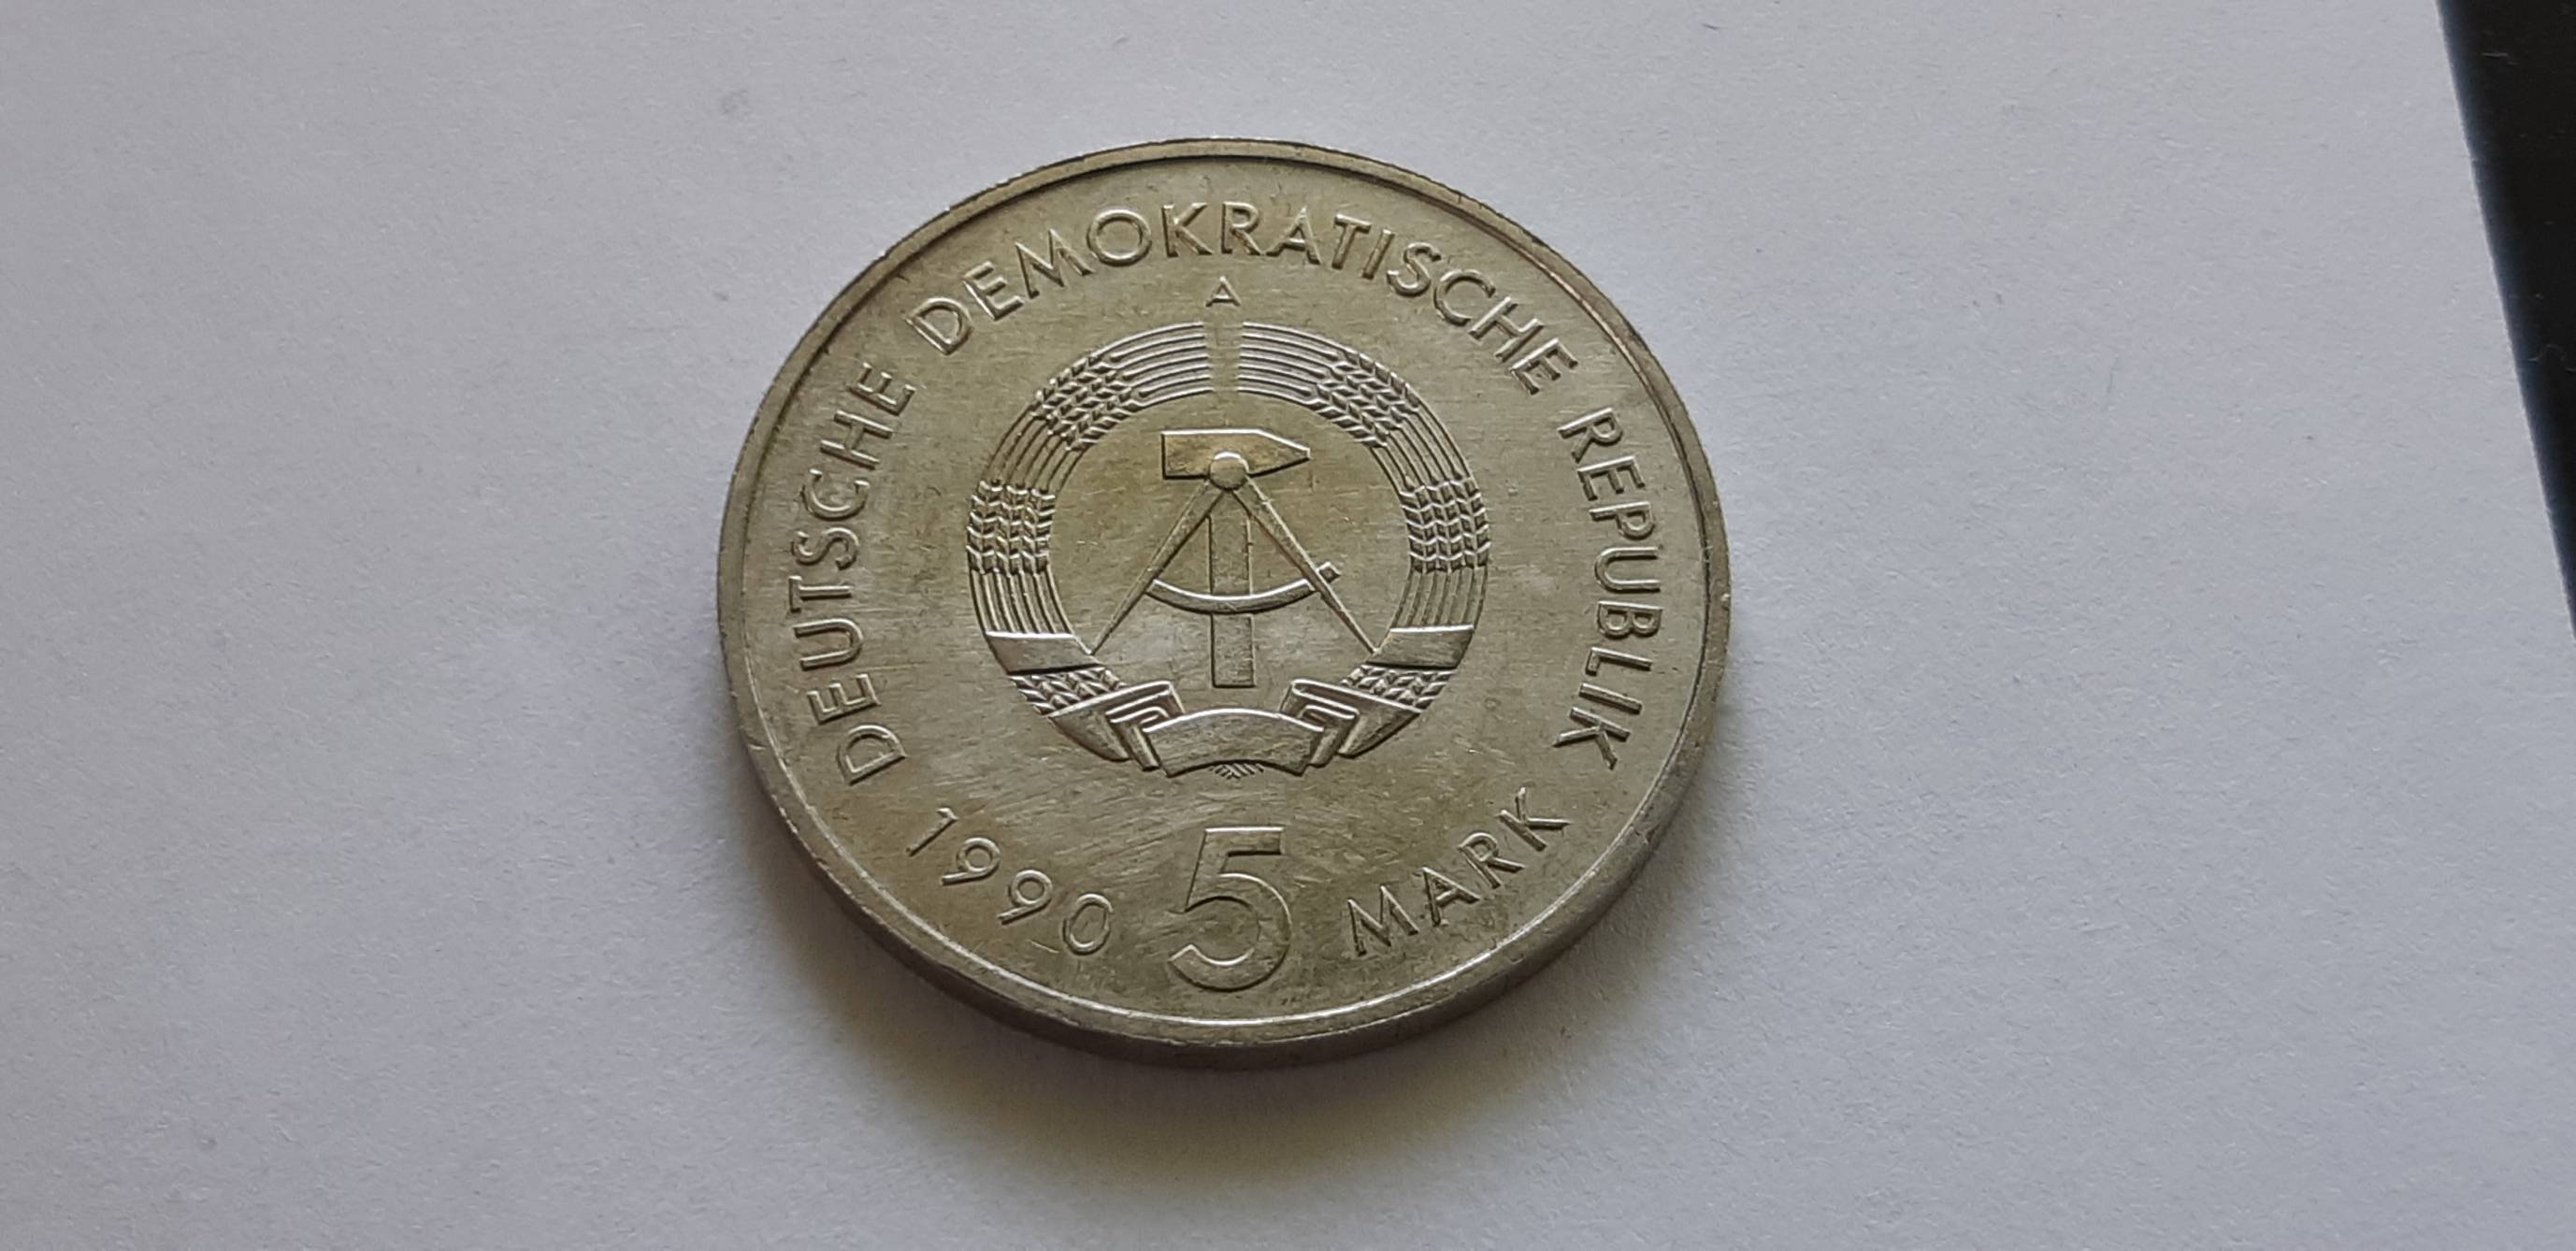 DEUTSCHE DEMOKRATISCHE REPUBLIK
A
1990 5 MARK